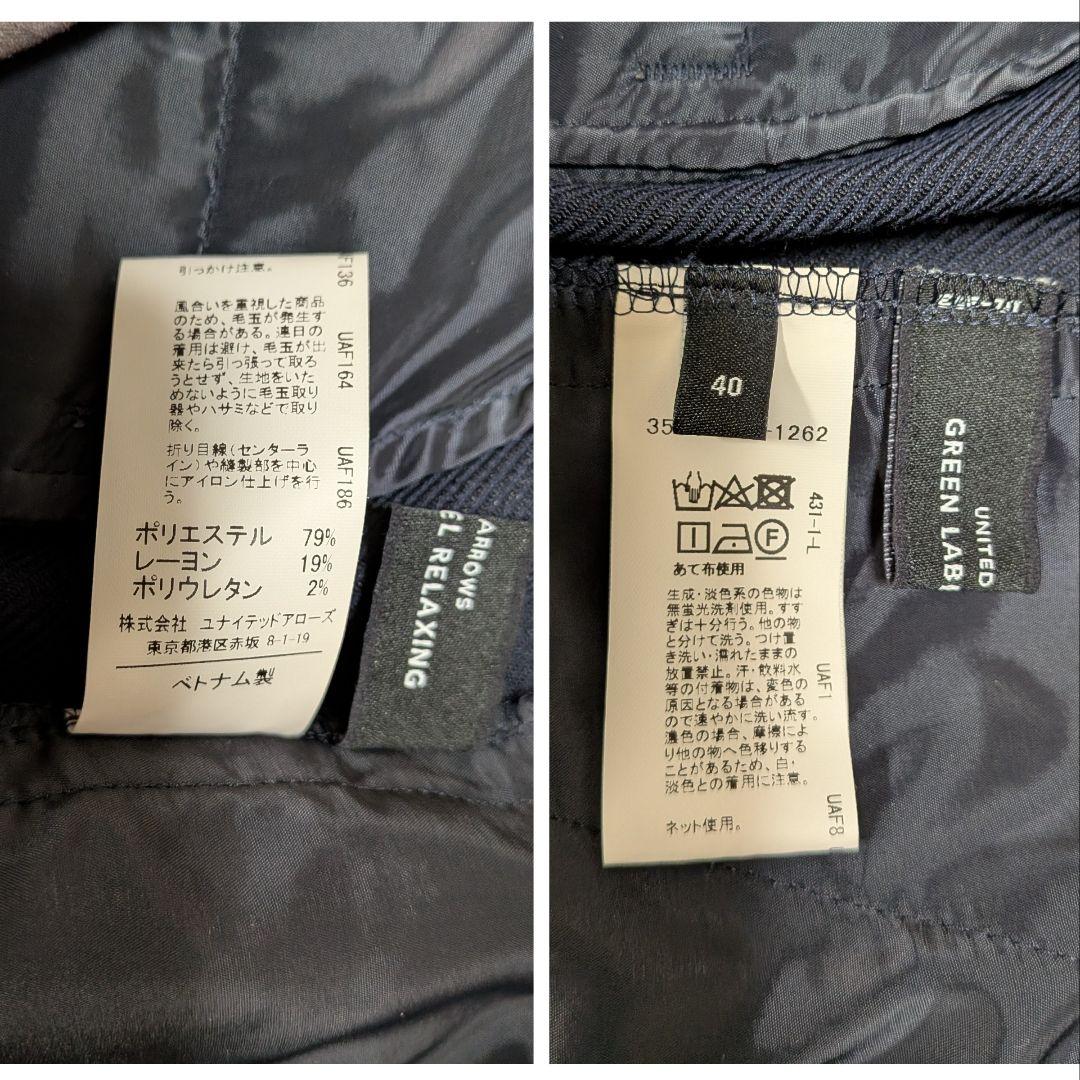 引っかけ注意。
風合いを重視した商品
のため、毛玉が発生す
る場合がある。連日の
着用は避け、毛玉が出
来たら引っ張って取ろ
うとせず、生地をいた
めないように毛玉取り
器やハサミなどで取り
除く。
折り目線(センターラ
イン)や縫製部を中心
にアイロン仕上げを行
う。
ポリエステル 79%
レーヨン 19%
ポリウレタン 2%
株式会社 ユナイテッドアローズ
東京都港区赤坂 8-1-19
ベトナム製
UAF164
UAF186
ARROWS
EL RELAXING
40
35 -1262
431-1-L
あて布使用
生成・淡色系の色物は
無蛍光洗剤使用。すす
ぎは十分行う。他の物
と分けて洗う。つけ置
き洗い・濡れたままの
放置禁止。汗・飲料水
等の付着物は、変色の
原因となる場合がある
ので速やかに洗い流す。
濃色の場合、摩擦によ
り他の物へ色移りする
ことがあるため、白・
淡色との着用に注意。
ネット使用。
UAF1
UAF8
UNITED
GREEN LAB